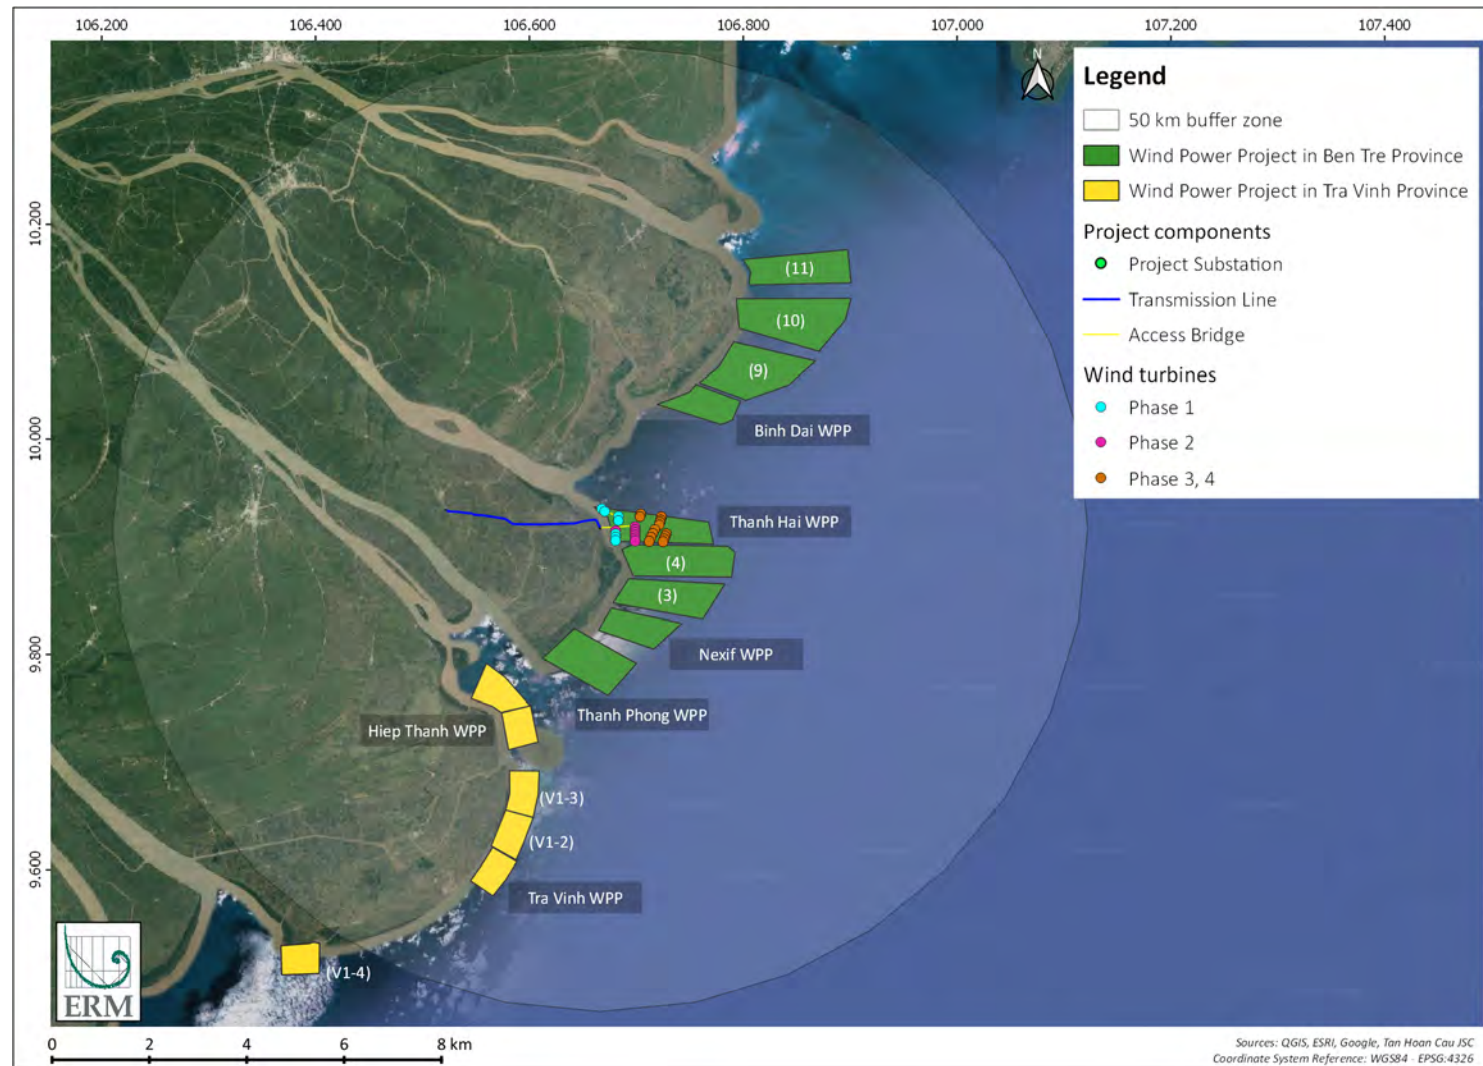 106.200 106.400 106.600 106.800 107.000 107.200 107.400
10.200
10.000
9.800
9.600
N
Legend
50 km buffer zone
Wind Power Project in Ben Tre Province
Wind Power Project in Tra Vinh Province
Project components
Project Substation
Transmission Line
Access Bridge
Wind turbines
Phase 1
Phase 2
Phase 3, 4
(11)
(10)
(9)
Binh Dai WPP
Thanh Hai WPP
(4)
(3)
Nexif WPP
Thanh Phong WPP
Hiep Thanh WPP
(V1-3)
(V1-2)
Tra Vinh WPP
(V1-4)
ERM
0 2 4 6 8 km
Sources: QGIS, ESRI, Google, Tan Hoan Cau JSC
Coordinate System Reference: WGS84 - EPSG:4326